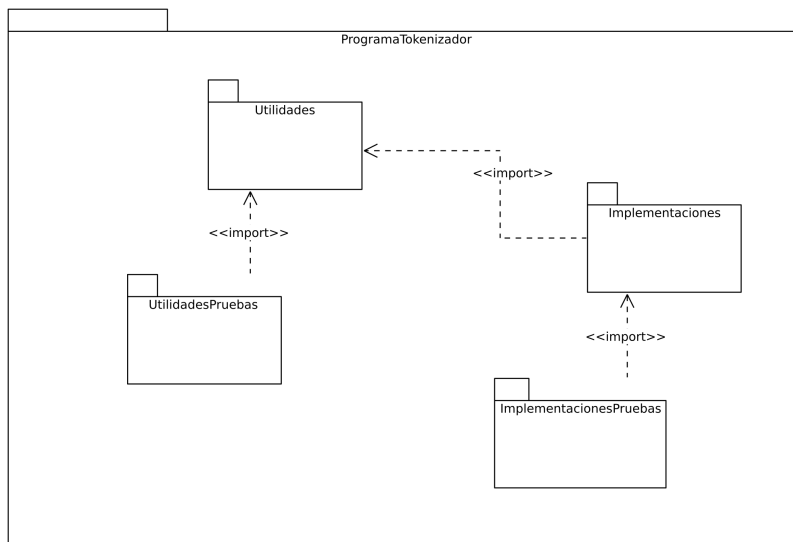 ProgramaTokenizador
Utilidades
<<import>>
Implementaciones
<<import>>
UtilidadesPruebas
<<import>>
ImplementacionesPruebas